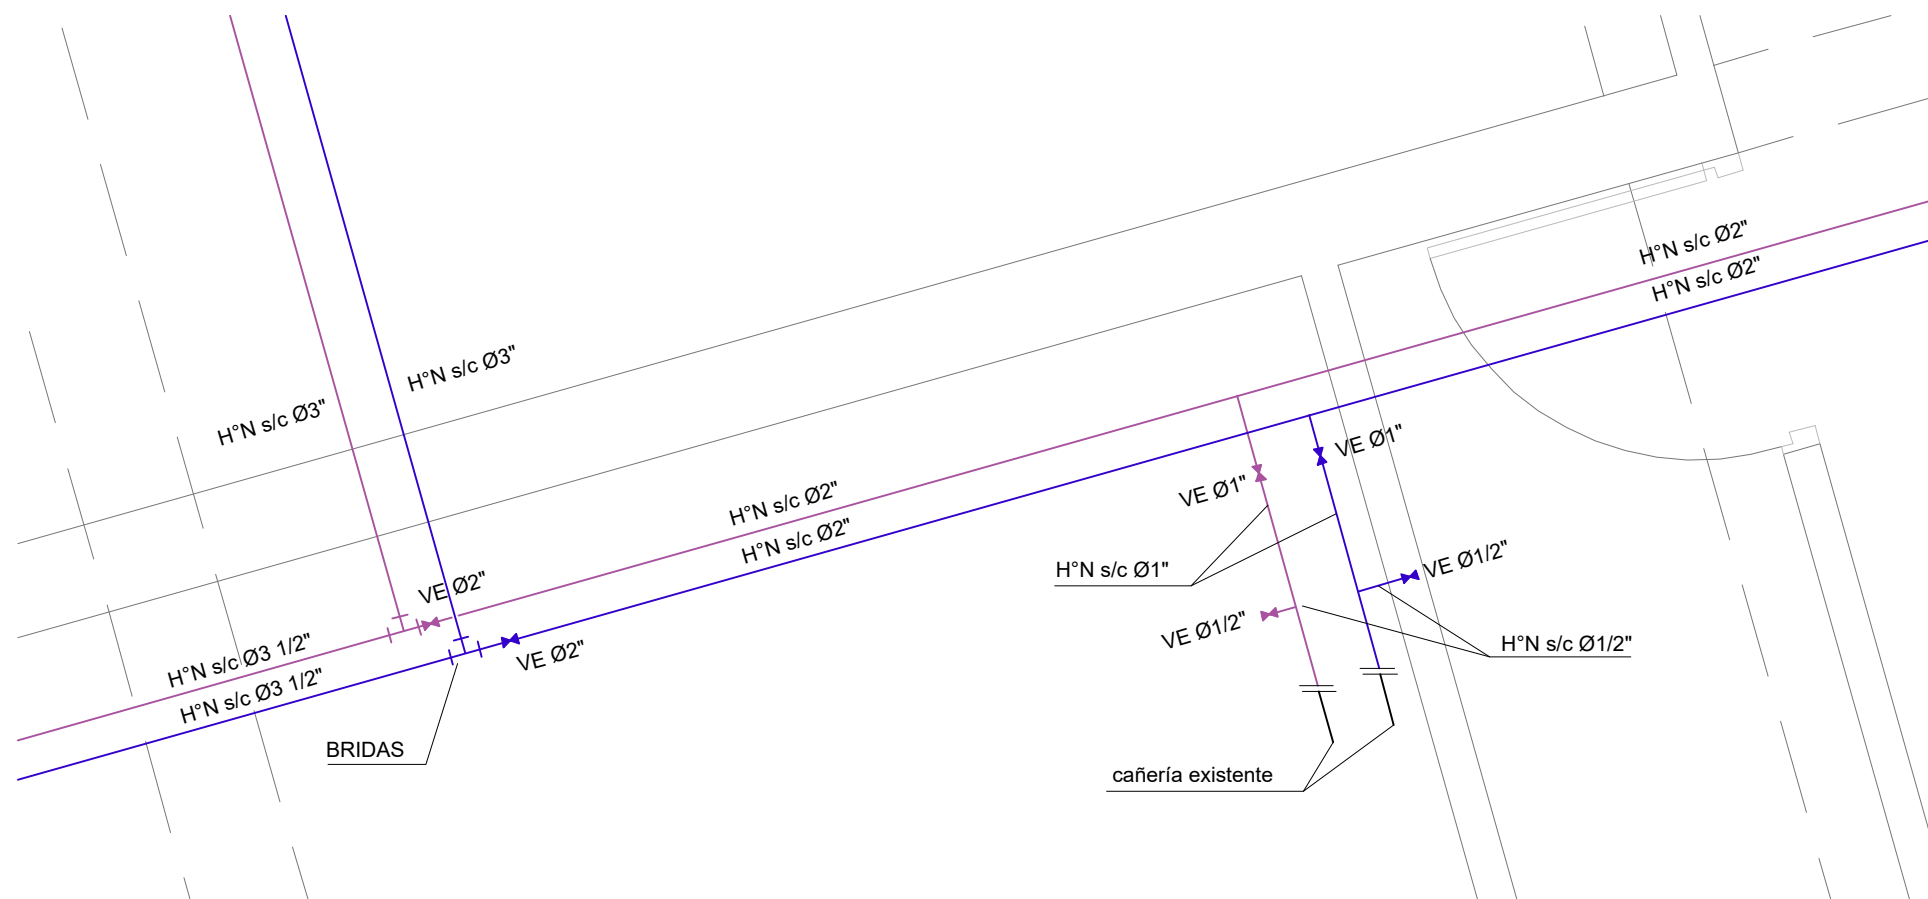 H°N s/c Ø2"
H°N s/c Ø2"
H°N s/c Ø3"
H°N s/c Ø3"
VE Ø1"
VE Ø1"
H°N s/c Ø2"
H°N s/c Ø2"
H°N s/c Ø1"
VE Ø1/2"
VE Ø2"
VE Ø1/2"
H°N s/c Ø1/2"
VE Ø2"
H°N s/c Ø3 1/2"
H°N s/c Ø3 1/2"
BRIDAS
cañería existente